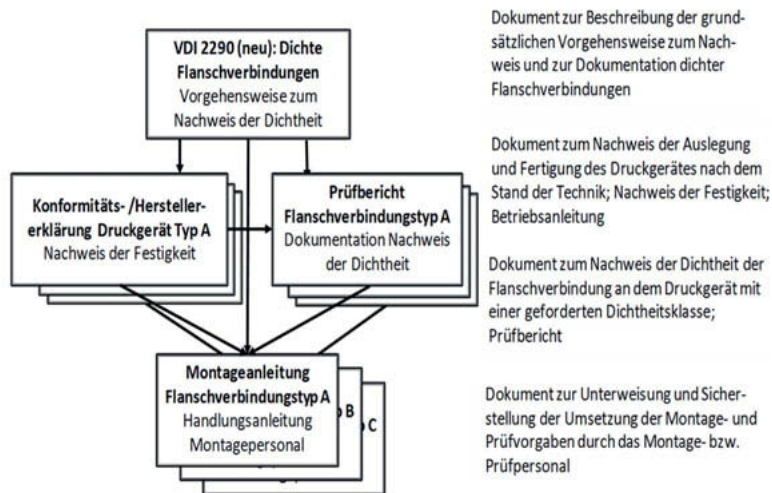 VDI 2290 (neu): Dichte
Flanschverbindungen
Vorgehensweise zum
Nachweis der Dichtheit
Dokument zur Beschreibung der grund-
sätzlichen Vorgehensweise zum Nach-
weis und zur Dokumentation dichter
Flanschverbindungen
Konformitäts- /Hersteller-
erklärung Druckgerät Typ A
Nachweis der Festigkeit
Prüfbericht
Flanschverbindungstyp A
Dokumentation Nachweis
der Dichtheit
Dokument zum Nachweis der Auslegung
und Fertigung des Druckgerätes nach dem
Stand der Technik; Nachweis der Festigkeit;
Betriebsanleitung
Dokument zum Nachweis der Dichtheit der
Flanschverbindung an dem Druckgerät mit
einer geforderten Dichtheitsklasse;
Prüfbericht
Montageanleitung
Flanschverbindungstyp A
Handlungsanleitung
Montagepersonal
B
C
Dokument zur Unterweisung und Sicher-
stellung der Umsetzung der Montage- und
Prüfvorgaben durch das Montage- bzw.
Prüfpersonal